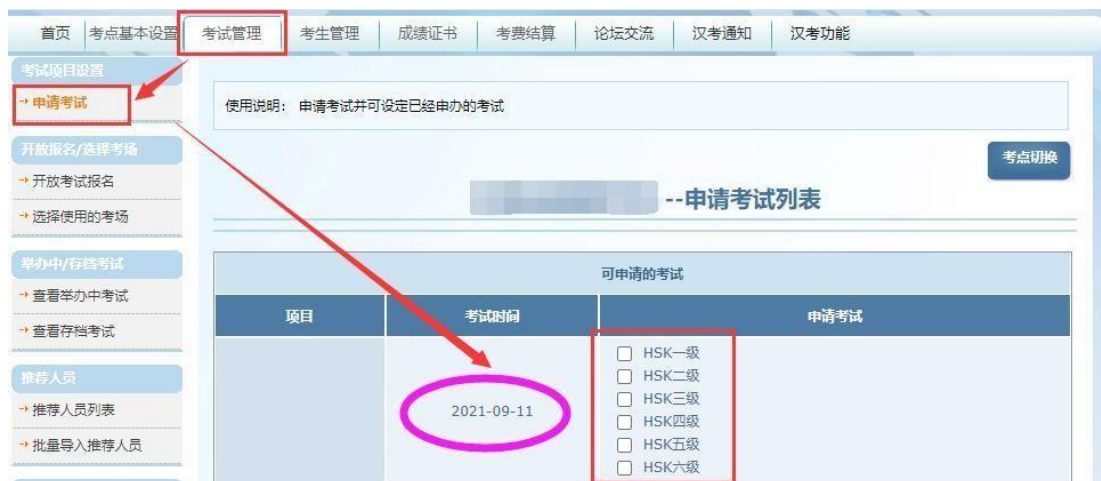 首页 考点基本设置 考试管理 考生管理 成绩证书 考费结算 论坛交流 汉考通知 汉考功能
考试项目设置
申请考试
使用说明： 申请考试并可设定已经申办的考试
开放报名/选择考场
考点切换
开放考试报名
--申请考试列表
选择使用的考场
举办中/存档考试
可申请的考试
查看举办中考试
项目 考试时间 申请考试
查看存档考试
HSK一级
推荐人员
HSK二级
HSK三级
推荐人员列表
2021-09-11
HSK四级
批量导入推荐人员
HSK五级
HSK六级